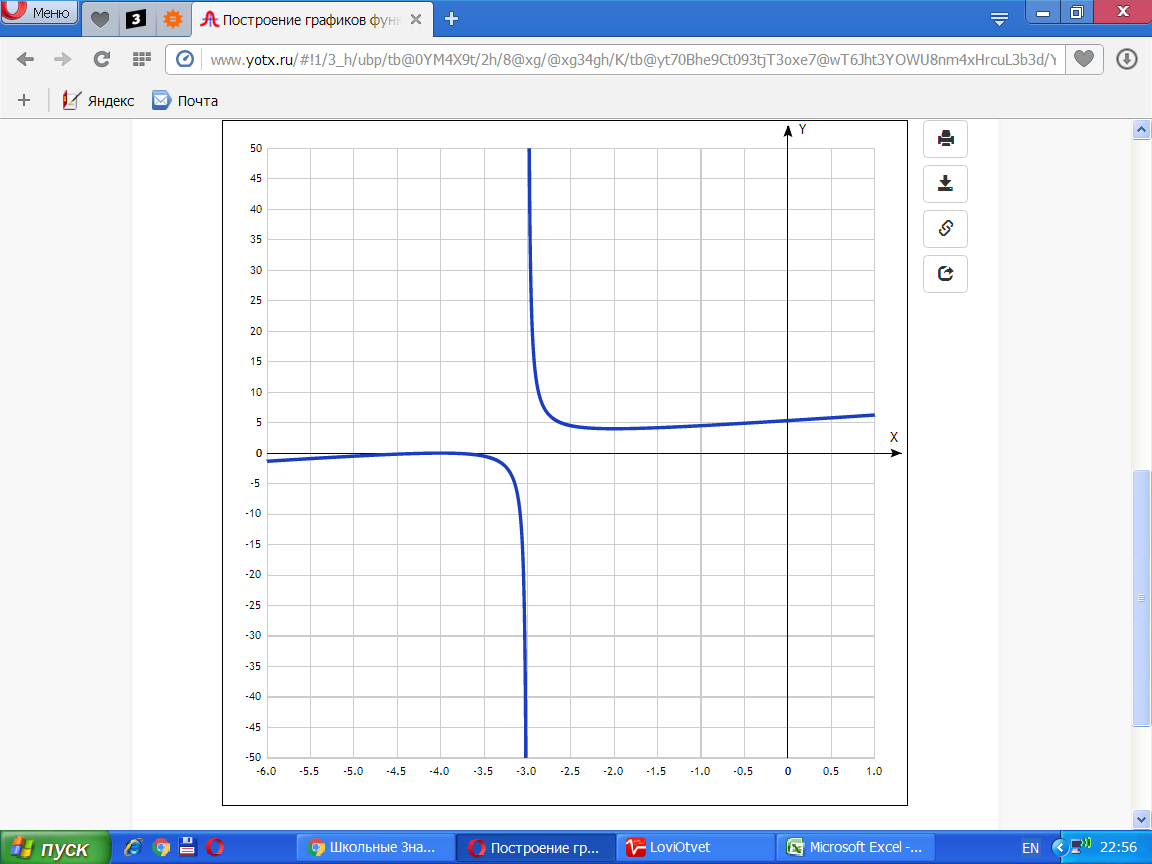 Меню
3
Построение графиков фун
www.yotx.ru/#!1/3_h/ubp/tb@0YM4X9t/2h/8@xg/@xg34gh/K/tb@yt70Bhe9Ct093tjT3oxe7@wT6Jht3YOWU8nm4xHrcuL3b3d/Y
Яндекс
Почта
Y
50
45
40
35
30
25
20
15
10
5
X
0
-5
-10
-15
-20
-25
-30
-35
-40
-45
-50
-6.0 -5.5 -5.0 -4.5 -4.0 -3.5 -3.0 -2.5 -2.0 -1.5 -1.0 -0.5 0 0.5 1.0
пуск
Школьные Зна...
Построение гр...
LoviOtvet
Microsoft Excel -...
EN
22:56